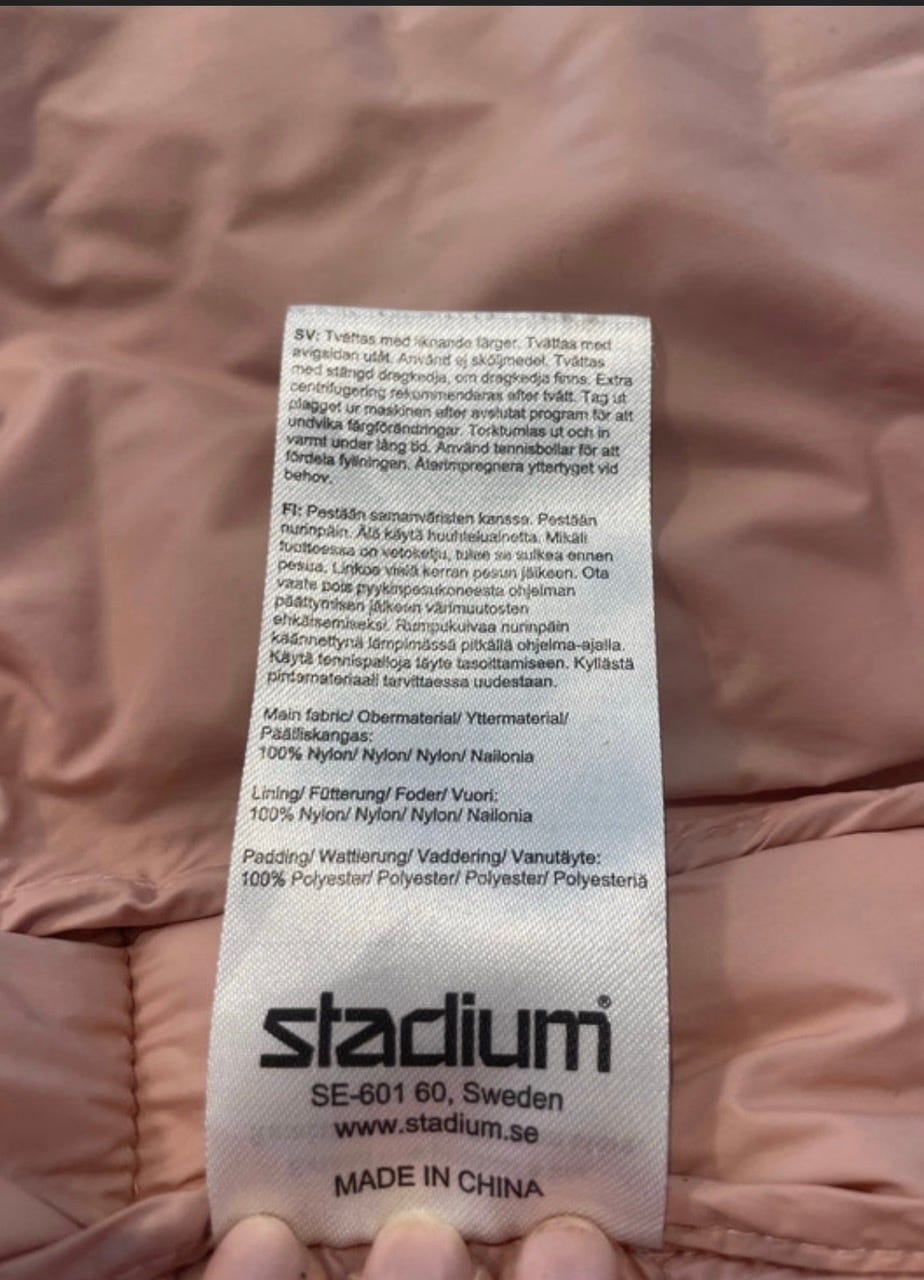 SV: Tvättas med liknande färger. Tvättas med
avigsidan utåt. Använd ej sköljmedel. Tvättas
med stängd dragkedja, om dragkedja finns. Extra
centrifugering rekommenderas efter tvätt. Tag ut
plagget ur maskinen efter avslutat program för att
undvika färgförändringar. Torktumlas ut och in
varmt under lång tid. Använd tennisbollar för att
fördela fyllningen. Återimpregnera yttertyget vid
behov.
FI: Pestään samanväristen kanssa. Pestään
nurinpäin. Älä käytä huuhteluainetta. Mikäli
tuotteessa on vetoketju, tulee se sulkea ennen
pesua. Linkoa vielä kerran pesun jälkeen. Ota
vaate pois pyykinpesukoneesta ohjelman
päättymisen jälkeen värimuutosten
ehkäisemiseksi. Rumpukuivaa nurinpäin
käännettynä lämpimässä pitkällä ohjelma-ajalla.
Käytä tennispalloja täyte tasoittamiseen. Kyllästä
pintamateriaali tarvittaessa uudestaan.
Main fabric/ Obermaterial/ Yttermaterial/
Päälliskangas:
100% Nylon/ Nylon/ Nylon/ Nailonia
Lining/ Fütterung/ Foder/ Vuori:
100% Nylon/ Nylon/ Nylon/ Nailonia
Padding/ Wattierung/ Vaddering/ Vanutäyte:
100% Polyester/ Polyester/ Polyester/ Polyesteriä
stadium®
SE-601 60, Sweden
www.stadium.se
MADE IN CHINA